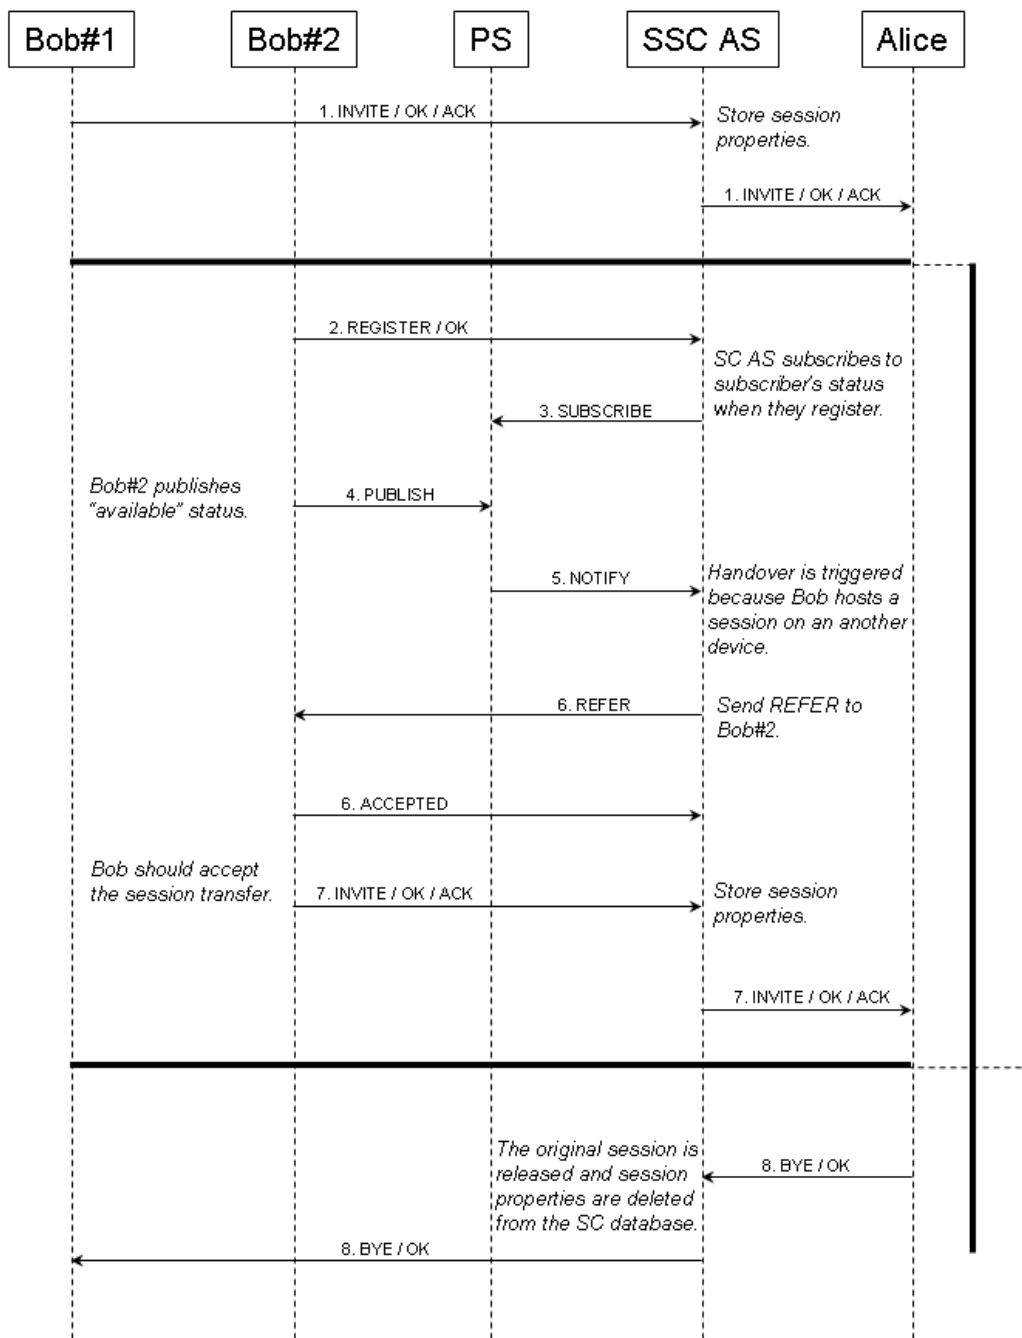 Bob#1 Bob#2 PS SSC AS Alice
1. INVITE / OK / ACK
Store session
properties.
1. INVITE / OK / ACK
2. REGISTER / OK
SC AS subscribes to
subscriber's status
when they register.
3. SUBSCRIBE
Bob#2 publishes
"available" status.
4. PUBLISH
5. NOTIFY
Handover is triggered
because Bob hosts a
session on an another
device.
6. REFER
Send REFER to
Bob#2.
6. ACCEPTED
Bob should accept
the session transfer.
7. INVITE / OK / ACK
Store session
properties.
7. INVITE / OK / ACK
The original session is
released and session
properties are deleted
from the SC database.
8. BYE / OK
8. BYE / OK